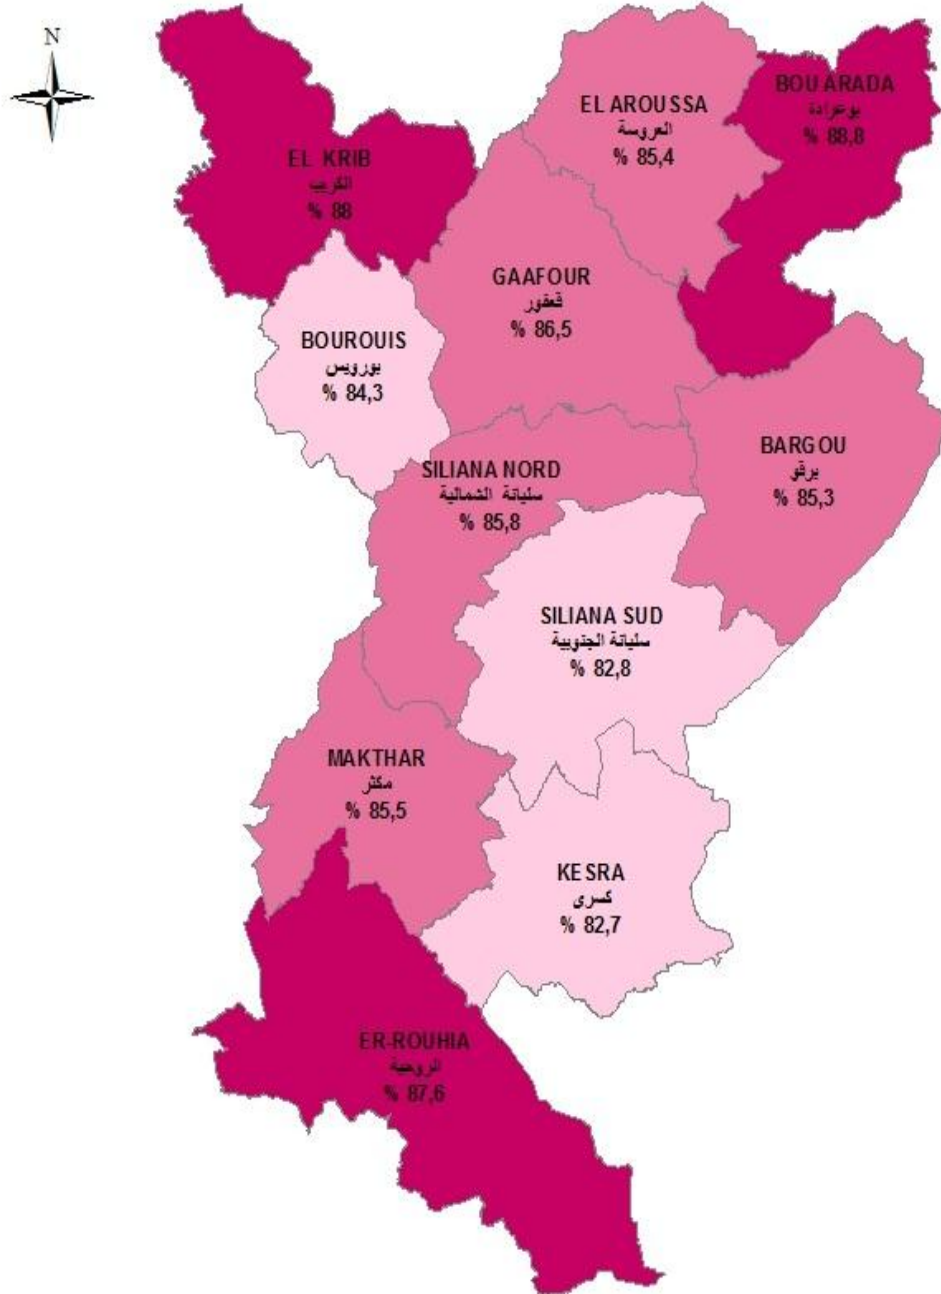 N
BOU ARADA
بوعرادة
% 88,8
EL AROUSSA
العروسة
% 85,4
EL KRIB
الكريب
% 88
GAAFOUR
قعفور
% 86,5
BOUROUIS
بورويس
% 84,3
BARGOU
برقو
% 85,3
SILIANA NORD
سليانة الشمالية
% 85,8
SILIANA SUD
سليانة الجنوبية
% 82,8
MAKTHAR
مكثر
% 85,5
KESRA
كسرى
% 82,7
ER-ROUHIA
الروحية
% 87,6